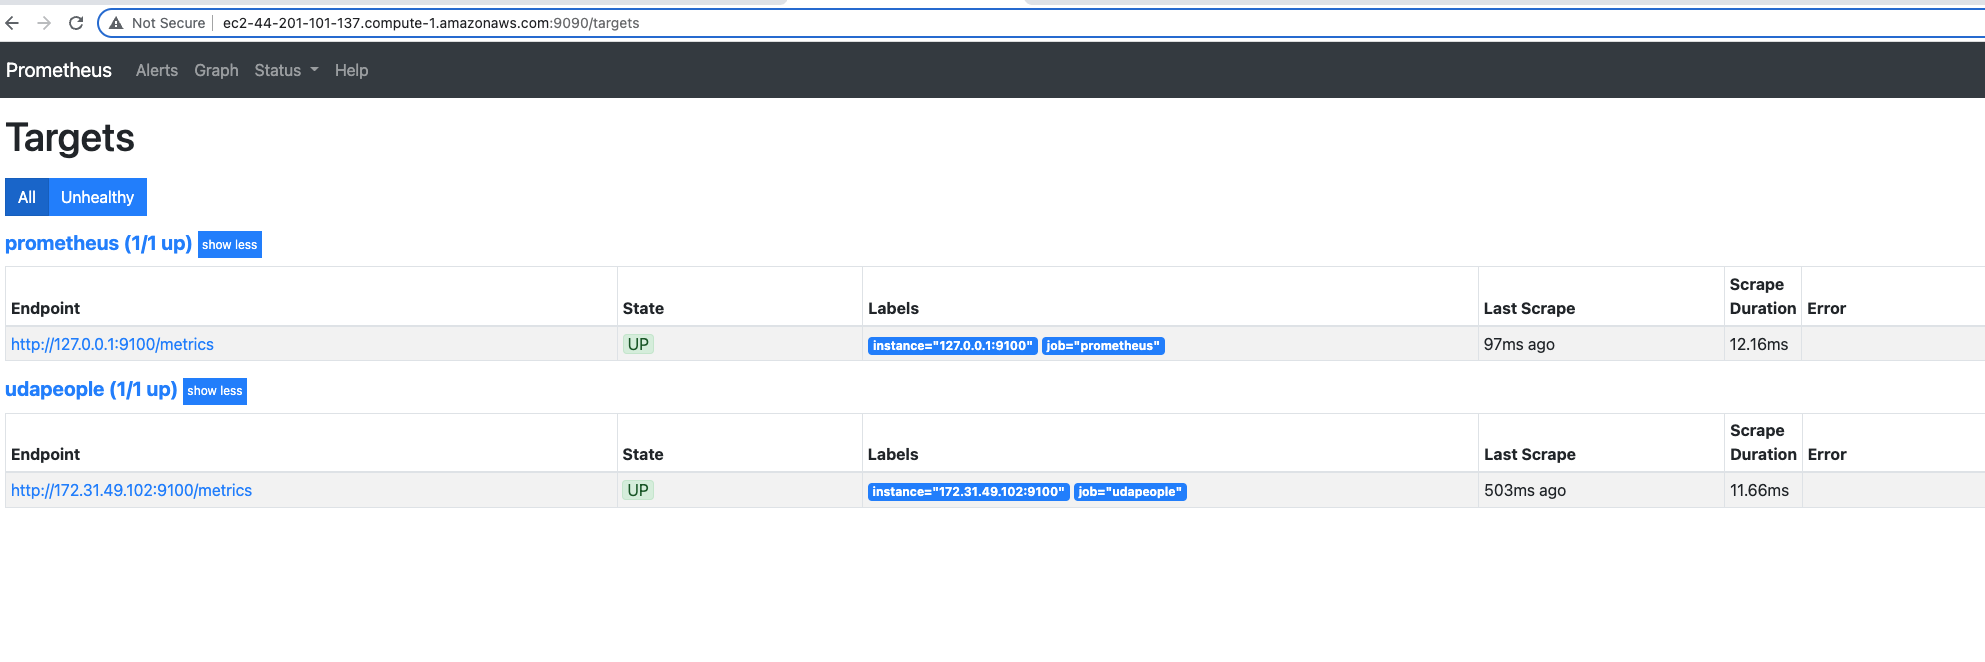 Not Secure ec2-44-201-101-137.compute-1.amazonaws.com:9090/targets
Prometheus Alerts Graph Status Help
Targets
All Unhealthy
prometheus (1/1 up) show less
Endpoint State Labels Last Scrape Scrape Duration Error
http://127.0.0.1:9100/metrics UP instance="127.0.0.1:9100" job="prometheus" 97ms ago 12.16ms
udapeople (1/1 up) show less
Endpoint State Labels Last Scrape Scrape Duration Error
http://172.31.49.102:9100/metrics UP instance="172.31.49.102:9100" job="udapeople" 503ms ago 11.66ms